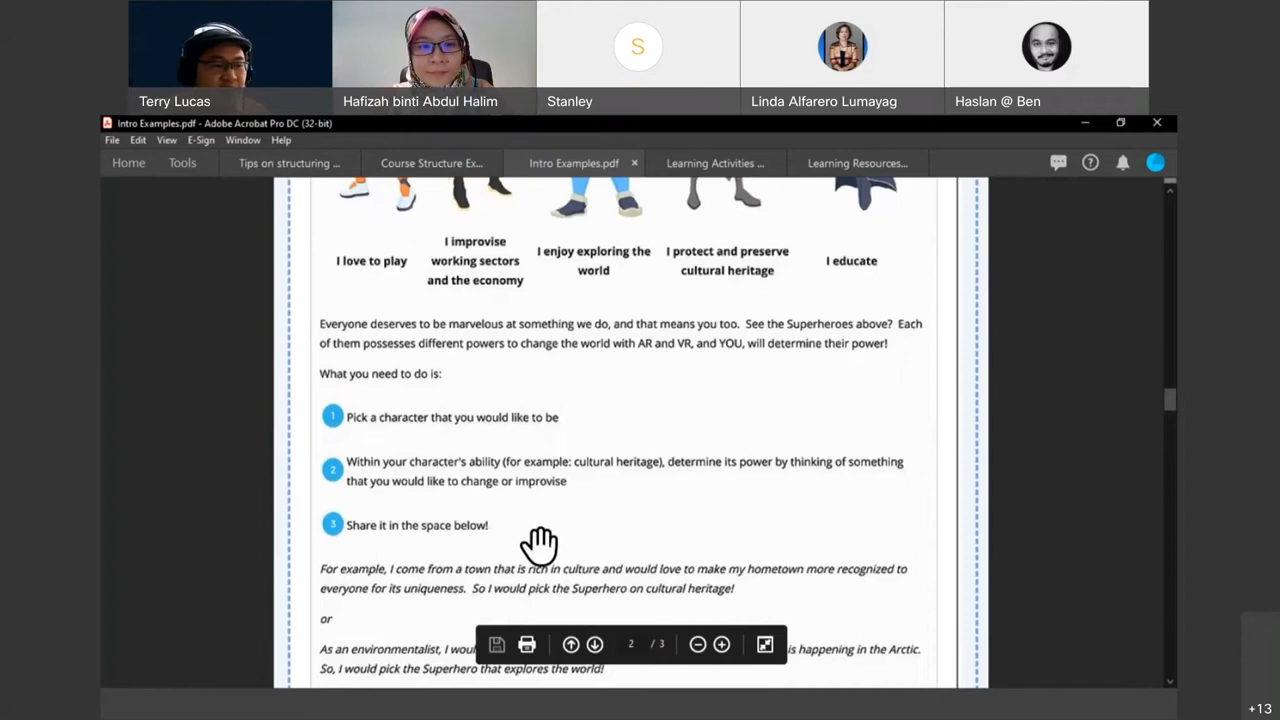 S
Terry Lucas
Hafizah binti Abdul Halim
Stanley
Linda Alfarero Lumayag
Haslan @ Ben
Intro Examples.pdf - Adobe Acrobat Pro DC (32-bit)
File Edit View E-Sign Window Help
Home Tools Tips on structuring ... Course Structure Ex... Intro Examples.pdf × Learning Activities ... Learning Resources...
I love to play
I improvise
working sectors
and the economy
I enjoy exploring the
world
I protect and preserve
cultural heritage
I educate
Everyone deserves to be marvelous at something we do, and that means you too. See the Superheroes above? Each
of them possesses different powers to change the world with AR and VR, and YOU, will determine their power!
What you need to do is:
1 Pick a character that you would like to be
2 Within your character's ability (for example: cultural heritage), determine its power by thinking of something
that you would like to change or improvise
3 Share it in the space below!
For example, I come from a town that is rich in culture and would love to make my hometown more recognized to
everyone for its uniqueness. So I would pick the Superhero on cultural heritage!
or
As an environmentalist, I woul is happening in the Arctic.
So, I would pick the Superhero that explores the world!
2 / 3
+13